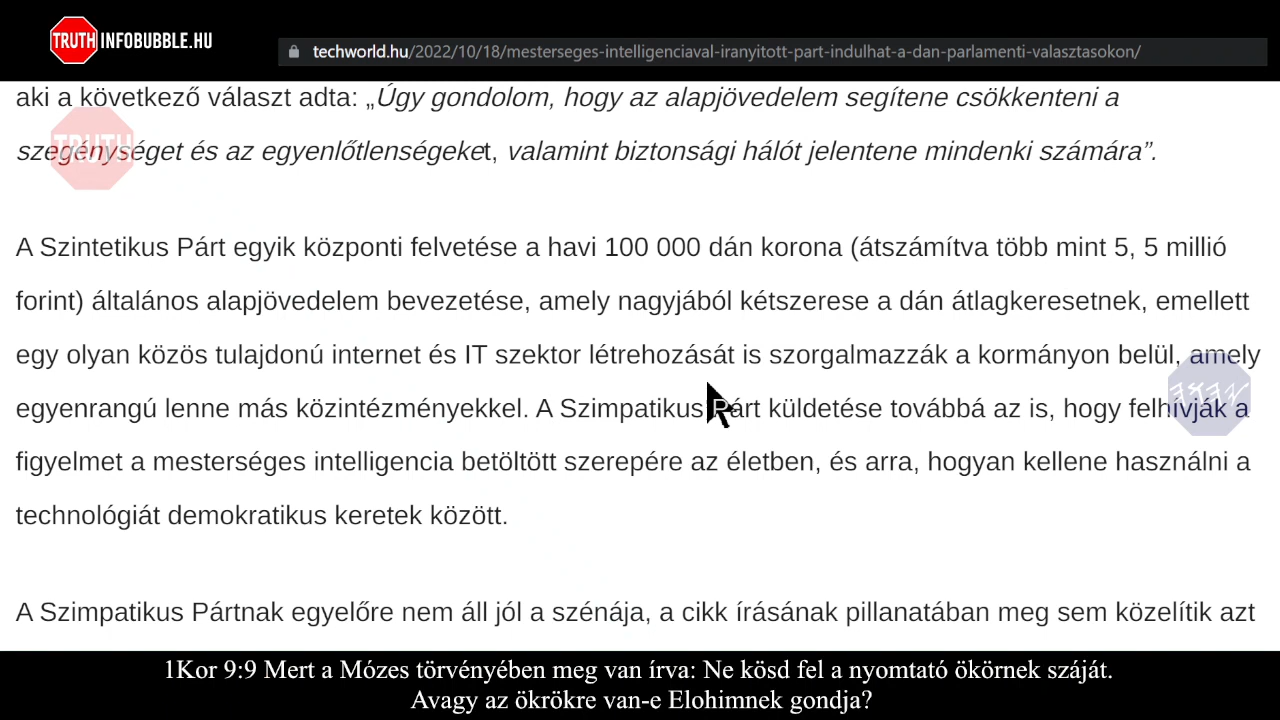 TRUTH INFOBUBBLE.HU
techworld.hu/2022/10/18/mesterseges-intelligenciaval-iranyitott-part-indulhat-a-dan-parlamenti-valasztasokon/
aki a következő választ adta: „Úgy gondolom, hogy az alapjövedelem segítene csökkenteni a
TRUTH
szegénységet és az egyenlőtlenségeket, valamint biztonsági hálót jelentene mindenki számára”.
A Szintetikus Párt egyik központi felvetése a havi 100 000 dán korona (átszámítva több mint 5, 5 millió
forint) általános alapjövedelem bevezetése, amely nagyjából kétszerese a dán átlagkeresetnek, emellett
egy olyan közös tulajdonú internet és IT szektor létrehozását is szorgalmazzák a kormányon belül, amely
egyenrangú lenne más közintézményekkel. A Szimpatikus Párt küldetése továbbá az is, hogy felhívják a
figyelmet a mesterséges intelligencia betöltött szerepére az életben, és arra, hogyan kellene használni a
technológiát demokratikus keretek között.
A Szimpatikus Pártnak egyelőre nem áll jól a szénája, a cikk írásának pillanatában meg sem közelítik azt
1Kor 9:9 Mert a Mózes törvényében meg van írva: Ne kösd fel a nyomtató ökörnek száját.
Avagy az ökrökre van-e Elohimnek gondja?